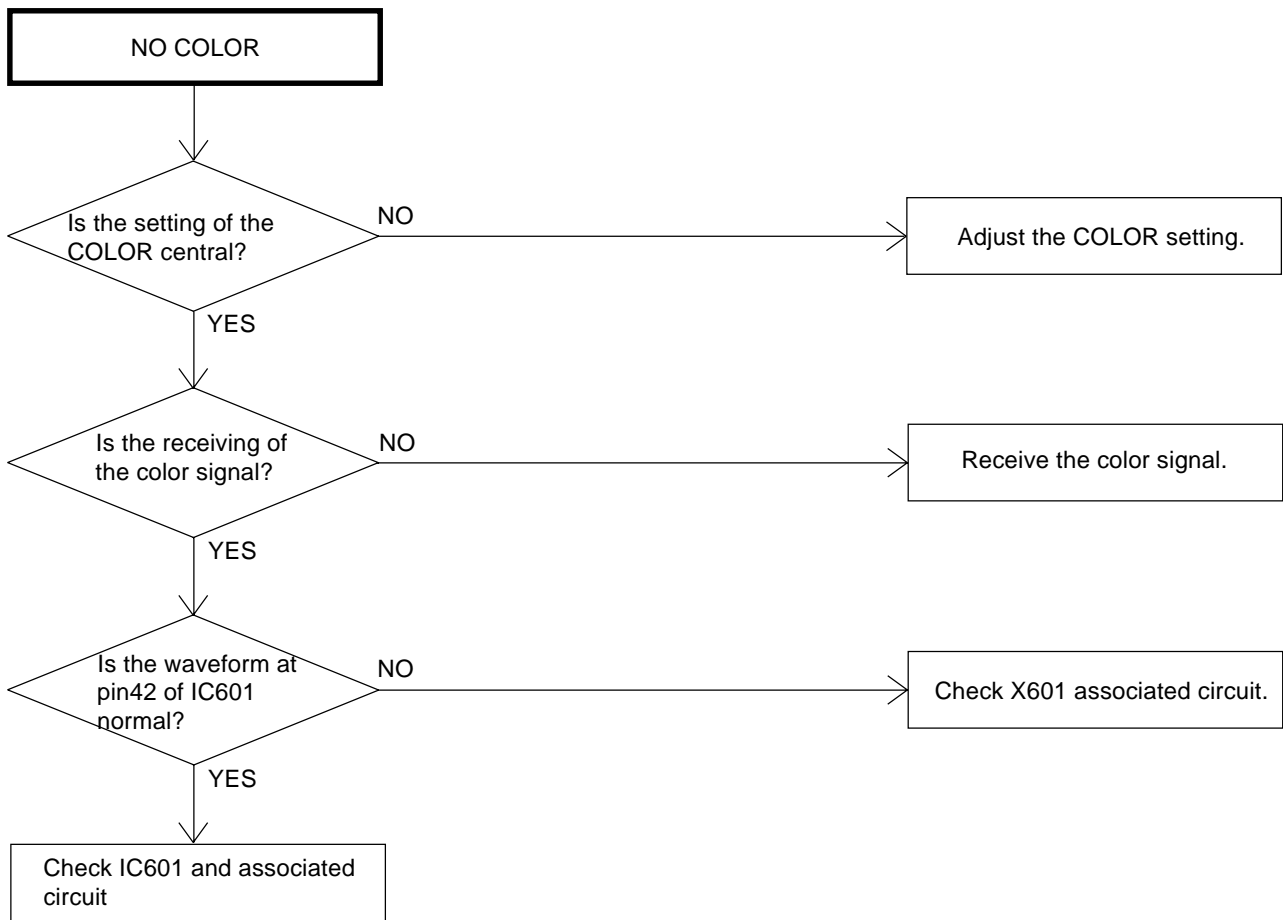 NO COLOR
Is the setting of the
COLOR central?
NO
Adjust the COLOR setting.
YES
Is the receiving of
the color signal?
NO
Receive the color signal.
YES
Is the waveform at
pin42 of IC601
normal?
NO
Check X601 associated circuit.
YES
Check IC601 and associated
circuit